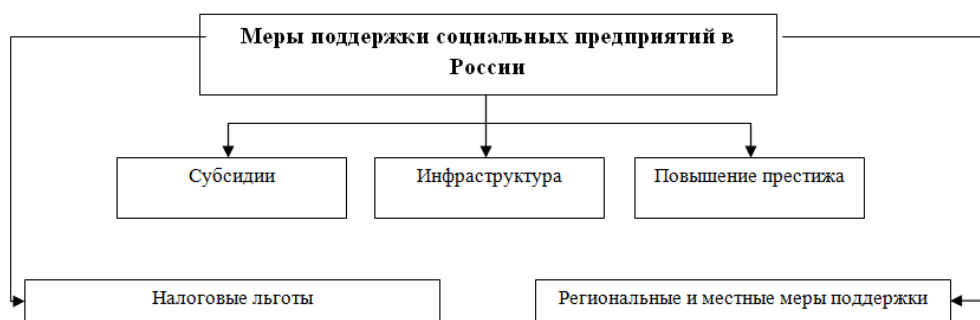 Меры поддержки социальных предприятий в
России
Субсидии
Инфраструктура
Повышение престижа
Налоговые льготы
Региональные и местные меры поддержки